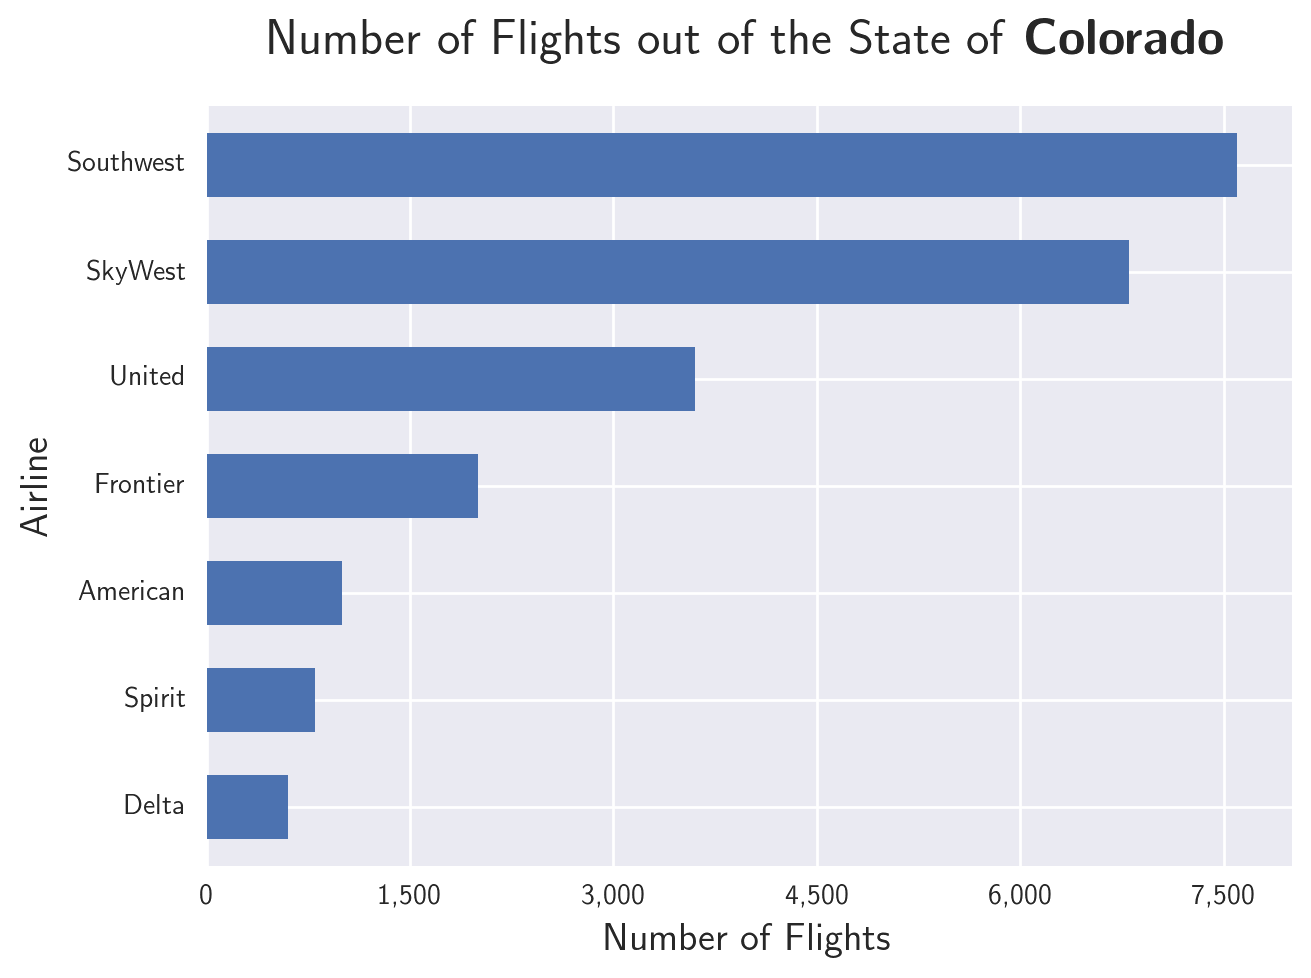 Number of Flights out of the State of Colorado
Southwest
SkyWest
United
Frontier
American
Spirit
Delta
Airline
0 1,500 3,000 4,500 6,000 7,500
Number of Flights